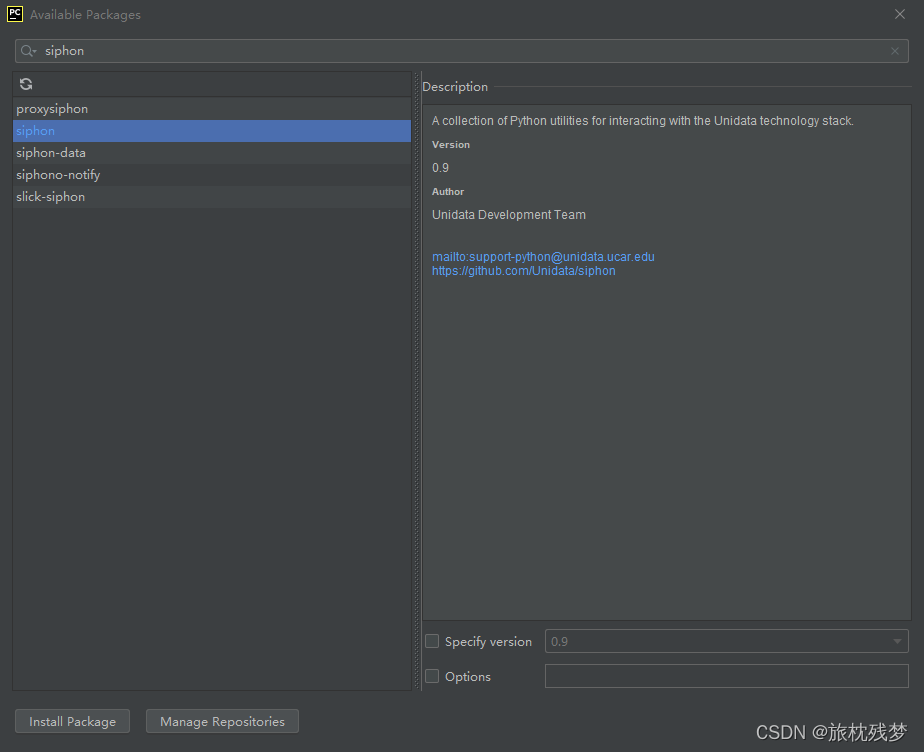 PC Available Packages
siphon
proxysiphon
siphon
siphon-data
siphono-notify
slick-siphon
Description
A collection of Python utilities for interacting with the Unidata technology stack.
Version
0.9
Author
Unidata Development Team
mailto:support-python@unidata.ucar.edu
https://github.com/Unidata/siphon
Specify version 0.9
Options
Install Package Manage Repositories
CSDN @旅枕残梦